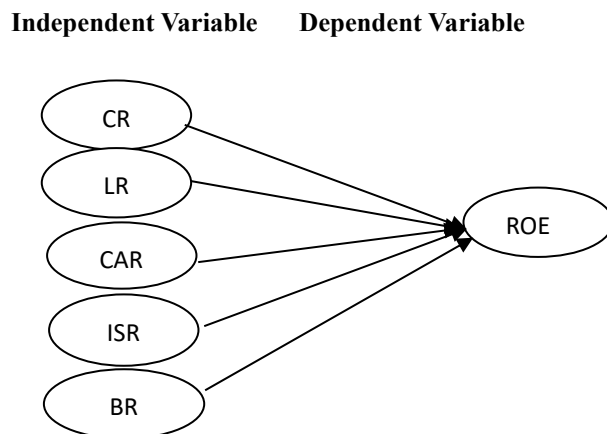 Independent Variable Dependent Variable
CR
LR
CAR
ROE
ISR
BR